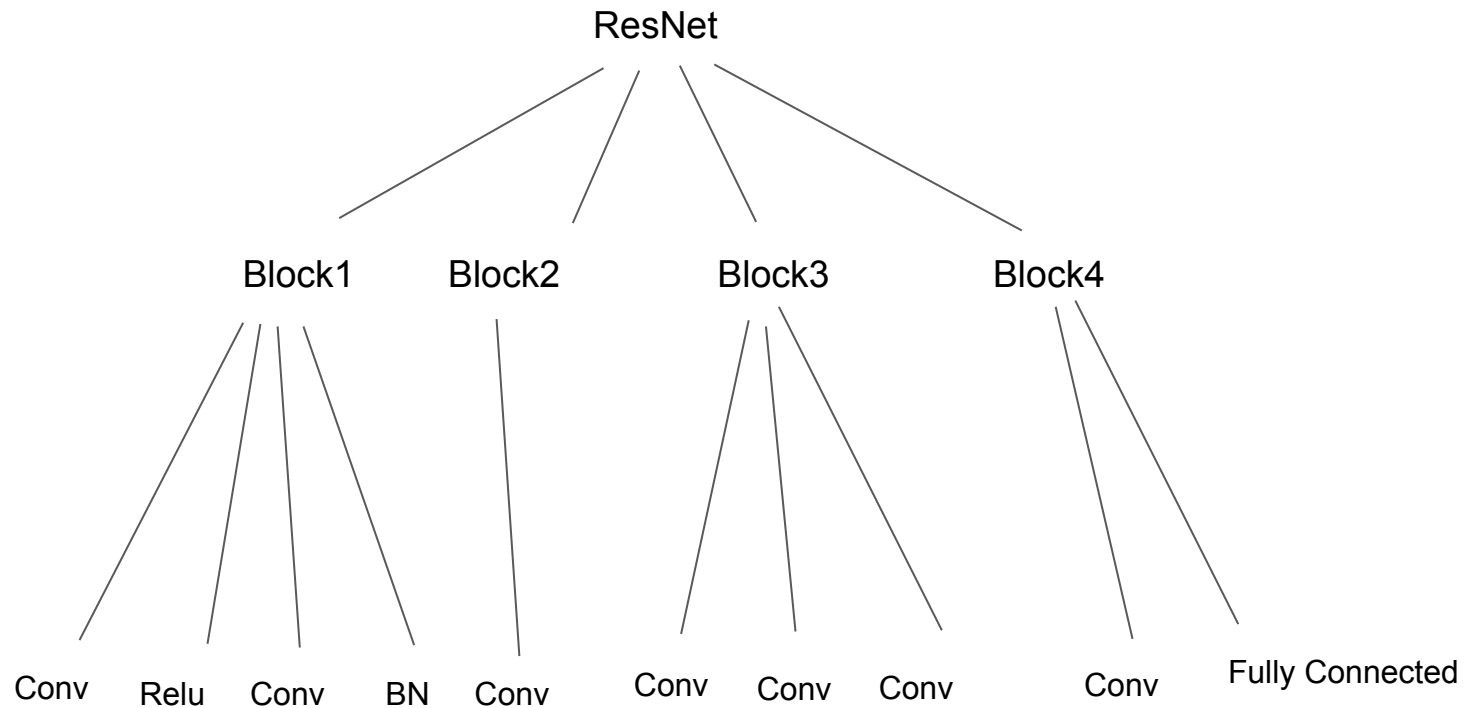 ResNet
Block1 Block2 Block3 Block4
Conv Relu Conv BN Conv Conv Conv Conv Conv Fully Connected